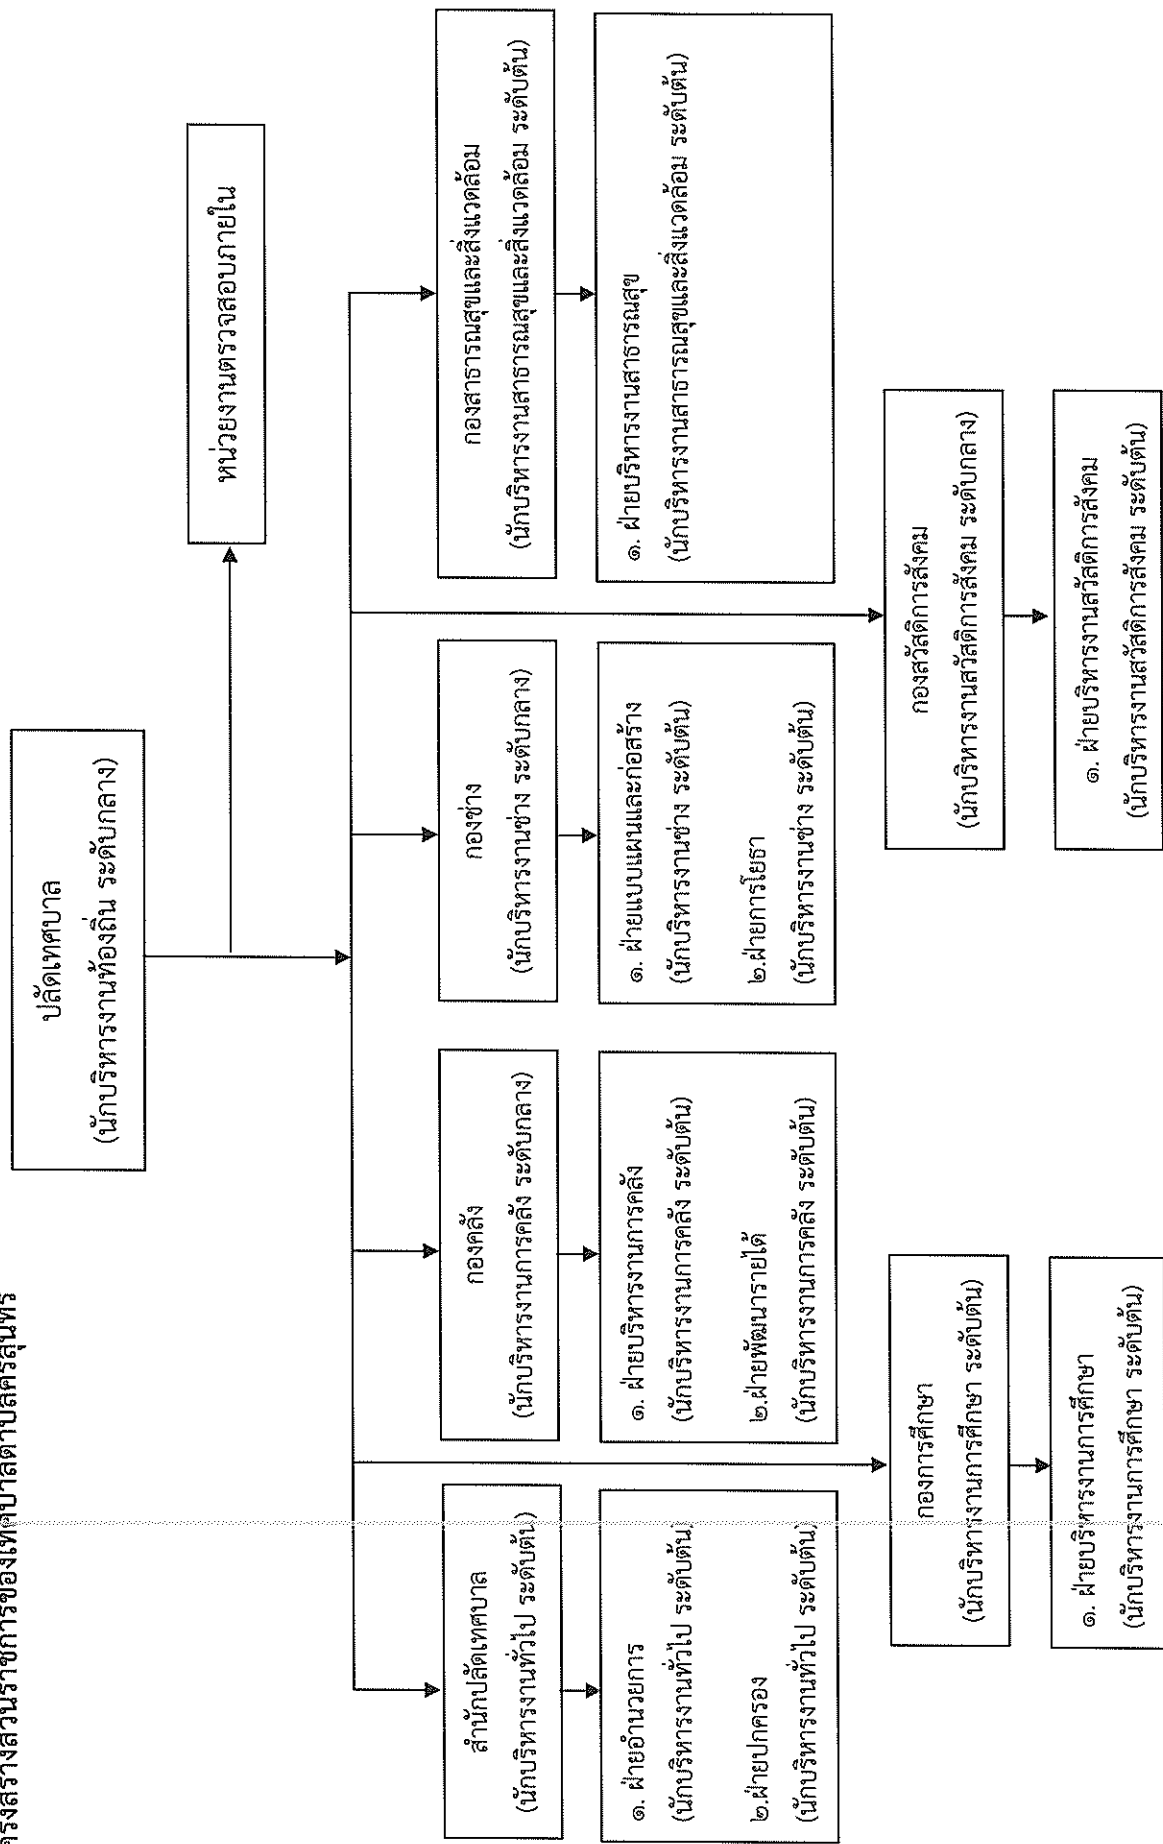 โครงสร้างส่วนราชการของเทศบาลตำบลศรีสุนทร
ปลัดเทศบาล
(นักบริหารงานท้องถิ่น ระดับกลาง)
หน่วยงานตรวจสอบภายใน
สำนักปลัดเทศบาล
(นักบริหารงานทั่วไป ระดับต้น)
กองคลัง
(นักบริหารงานการคลัง ระดับกลาง)
กองช่าง
(นักบริหารงานช่าง ระดับกลาง)
กองสาธารณสุขและสิ่งแวดล้อม
(นักบริหารงานสาธารณสุขและสิ่งแวดล้อม ระดับต้น)
๑. ฝ่ายอำนวยการ
(นักบริหารงานทั่วไป ระดับต้น)
๒.ฝ่ายปกครอง
(นักบริหารงานทั่วไป ระดับต้น)
๑. ฝ่ายบริหารงานการคลัง
(นักบริหารงานการคลัง ระดับต้น)
๒.ฝ่ายพัฒนารายได้
(นักบริหารงานการคลัง ระดับต้น)
๑. ฝ่ายแบบแผนและก่อสร้าง
(นักบริหารงานช่าง ระดับต้น)
๒.ฝ่ายการโยธา
(นักบริหารงานช่าง ระดับต้น)
๑. ฝ่ายบริหารงานสาธารณสุข
(นักบริหารงานสาธารณสุขและสิ่งแวดล้อม ระดับต้น)
กองการศึกษา
(นักบริหารงานการศึกษา ระดับต้น)
กองสวัสดิการสังคม
(นักบริหารงานสวัสดิการสังคม ระดับกลาง)
๑. ฝ่ายบริหารงานการศึกษา
(นักบริหารงานการศึกษา ระดับต้น)
๑. ฝ่ายบริหารงานสวัสดิการสังคม
(นักบริหารงานสวัสดิการสังคม ระดับต้น)